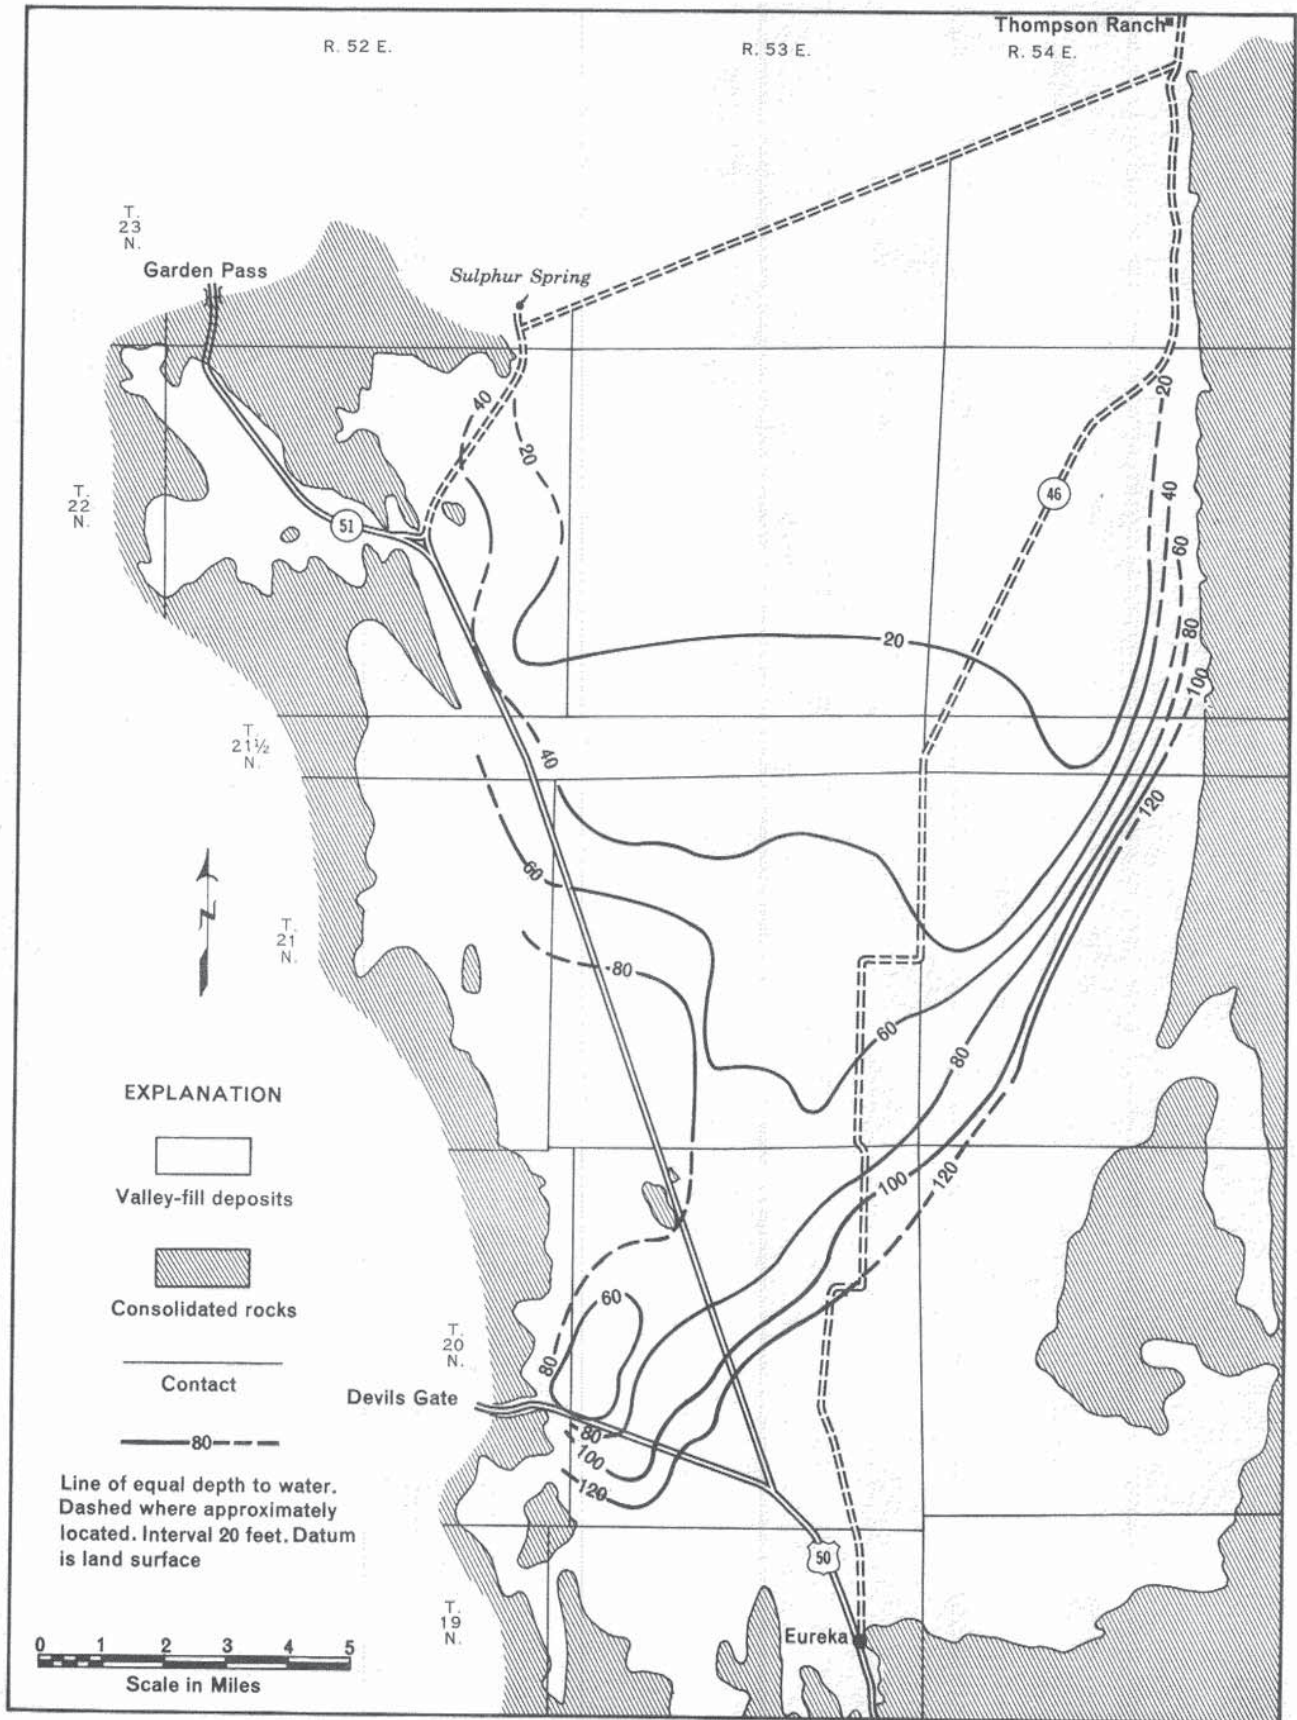 Thompson Ranch
R. 52 E.
R. 53 E.
R. 54 E.
T.
23
N.
Garden Pass
Sulphur Spring
40
20
20
T.
22
N.
51
46
40
60
20
80
100
T.
21½
N.
40
120
60
T.
21
N.
80
60
80
EXPLANATION
Valley-fill deposits
Consolidated rocks
Contact
80
Line of equal depth to water.
Dashed where approximately
located. Interval 20 feet. Datum
is land surface
100
120
60
T.
20
N.
80
Devils Gate
80
100
120
50
T.
19
N.
Eureka
0 1 2 3 4 5
Scale in Miles